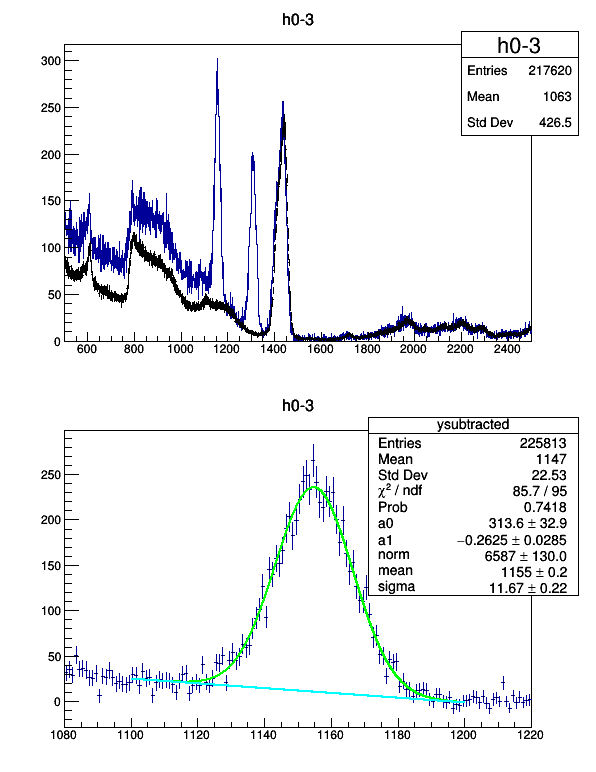 h0-3
h0-3
Entries 217620
Mean 1063
Std Dev 426.5
300
250
200
150
100
50
0
600 800 1000 1200 1400 1600 1800 2000 2200 2400
h0-3
ysubtracted
Entries 225813
Mean 1147
Std Dev 22.53
χ² / ndf 85.7 / 95
Prob 0.7418
a0 313.6 ± 32.9
a1 −0.2625 ± 0.0285
norm 6587 ± 130.0
mean 1155 ± 0.2
sigma 11.67 ± 0.22
250
200
150
100
50
0
1080 1100 1120 1140 1160 1180 1200 1220